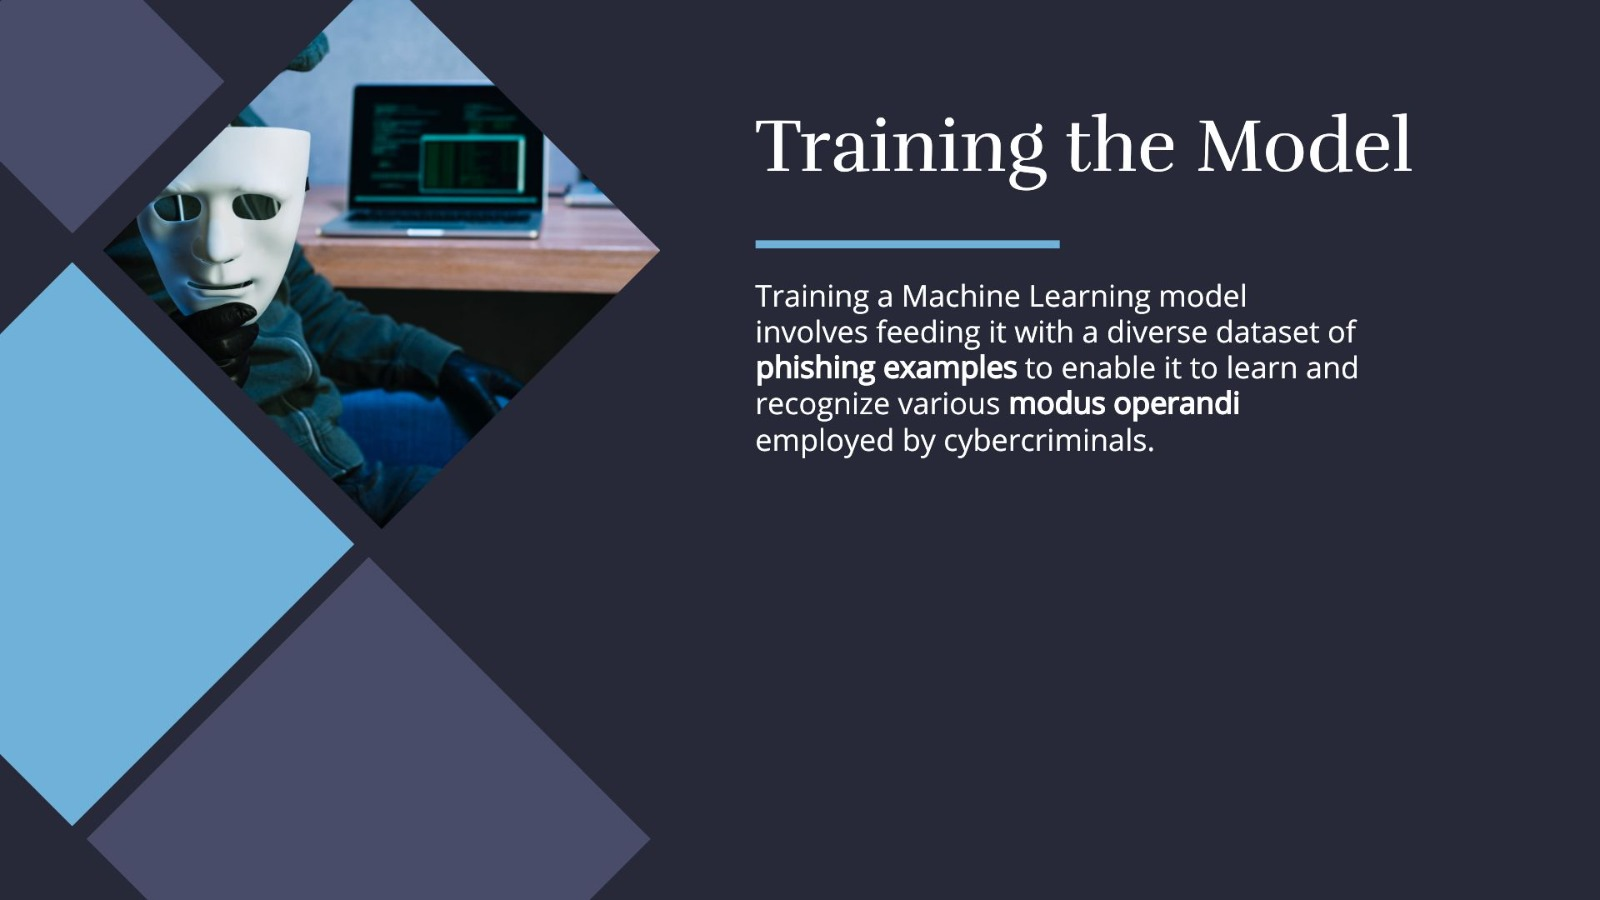 Training the Model
Training a Machine Learning model
involves feeding it with a diverse dataset of
phishing examples to enable it to learn and
recognize various modus operandi
employed by cybercriminals.